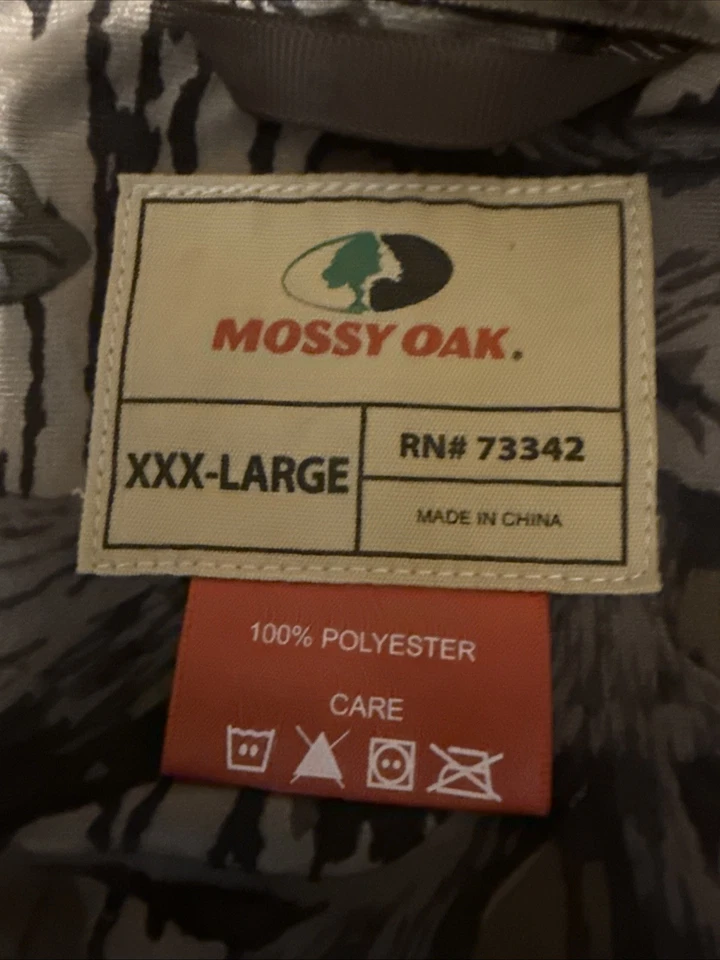 MOSSY OAK.
XXX-LARGE
RN# 73342
MADE IN CHINA
100% POLYESTER
CARE